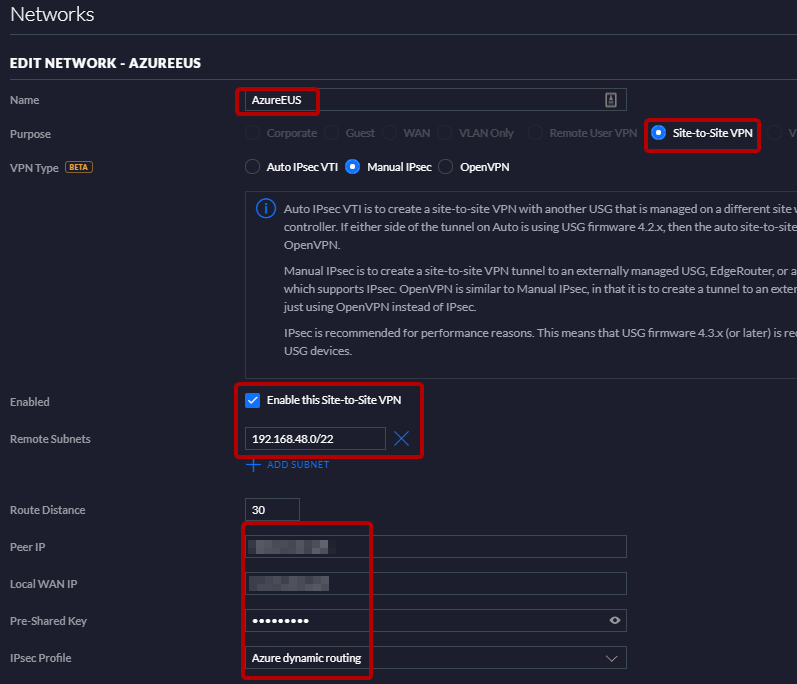 Networks
EDIT NETWORK - AZUREEUS
Name AzureEUS
Purpose Corporate Guest WAN VLAN Only Remote User VPN Site-to-Site VPN V
VPN Type BETA Auto IPsec VTI Manual IPsec OpenVPN
Auto IPsec VTI is to create a site-to-site VPN with another USG that is managed on a different site
controller. If either side of the tunnel on Auto is using USG firmware 4.2.x, then the auto site-to-site
OpenVPN.
Manual IPsec is to create a site-to-site VPN tunnel to an externally managed USG, EdgeRouter, or a
which supports IPsec. OpenVPN is similar to Manual IPsec, in that it is to create a tunnel to an exter
just using OpenVPN instead of IPsec.
IPsec is recommended for performance reasons. This means that USG firmware 4.3.x (or later) is re
USG devices.
Enabled Enable this Site-to-Site VPN
Remote Subnets 192.168.48.0/22
ADD SUBNET
Route Distance 30
Peer IP
Local WAN IP
Pre-Shared Key •••••••••
IPsec Profile Azure dynamic routing